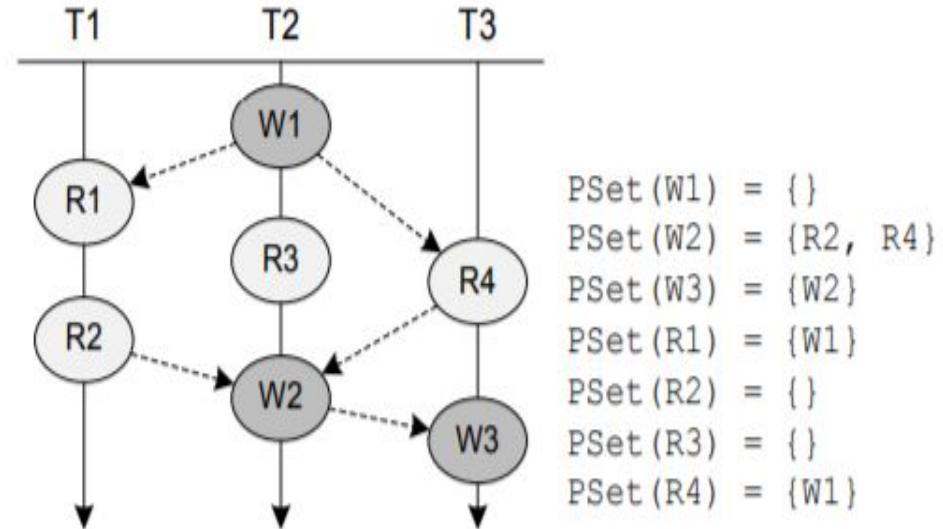 T1 T2 T3
W1
R1
R3
R4
R2
W2
W3
PSet(W1) = {}
PSet(W2) = {R2, R4}
PSet(W3) = {W2}
PSet(R1) = {W1}
PSet(R2) = {}
PSet(R3) = {}
PSet(R4) = {W1}